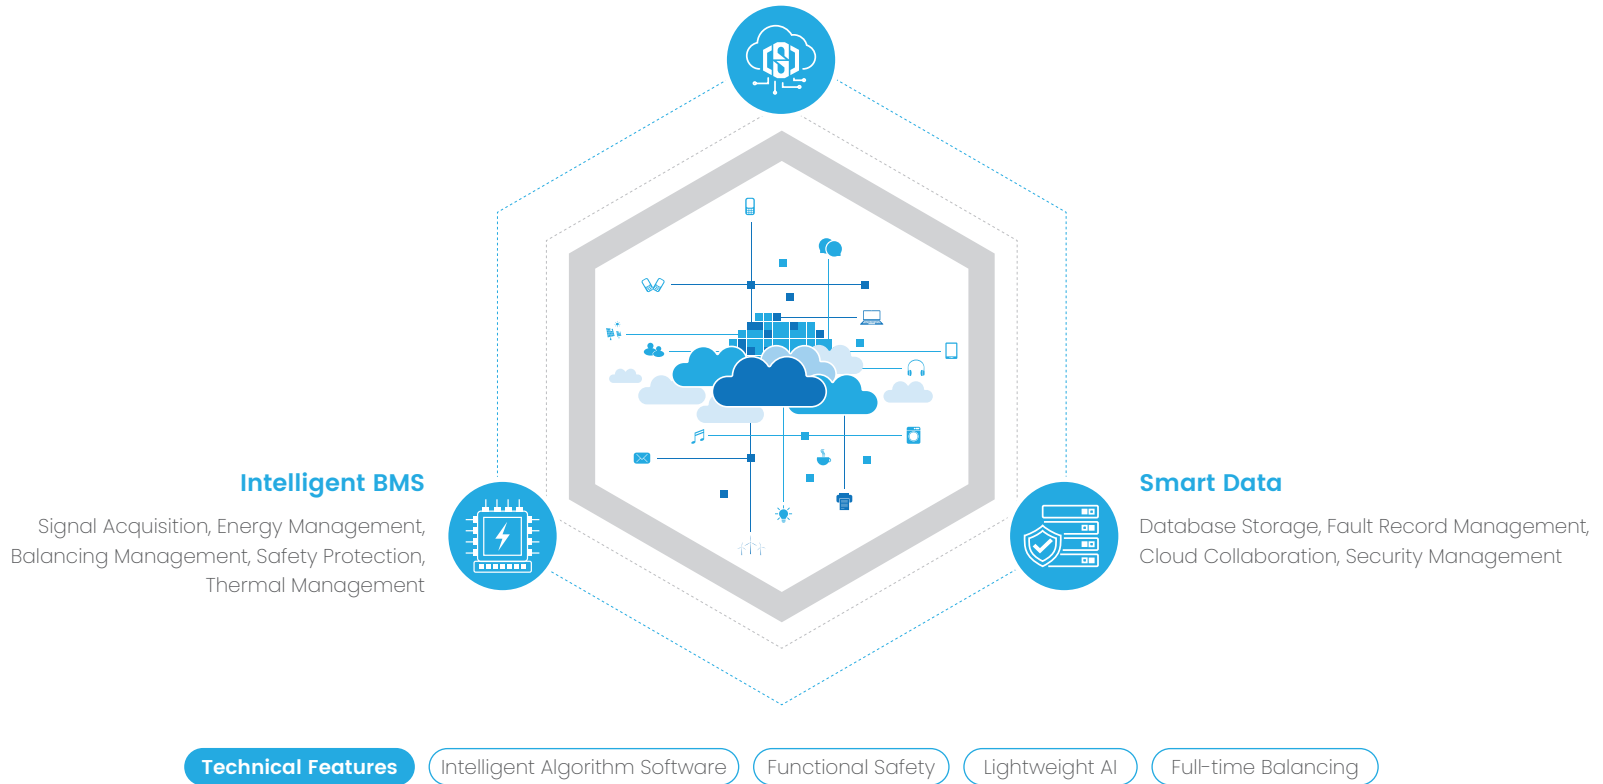 Intelligent BMS
Signal Acquisition, Energy Management,
Balancing Management, Safety Protection,
Thermal Management
Smart Data
Database Storage, Fault Record Management,
Cloud Collaboration, Security Management
Technical Features
Intelligent Algorithm Software
Functional Safety
Lightweight AI
Full-time Balancing